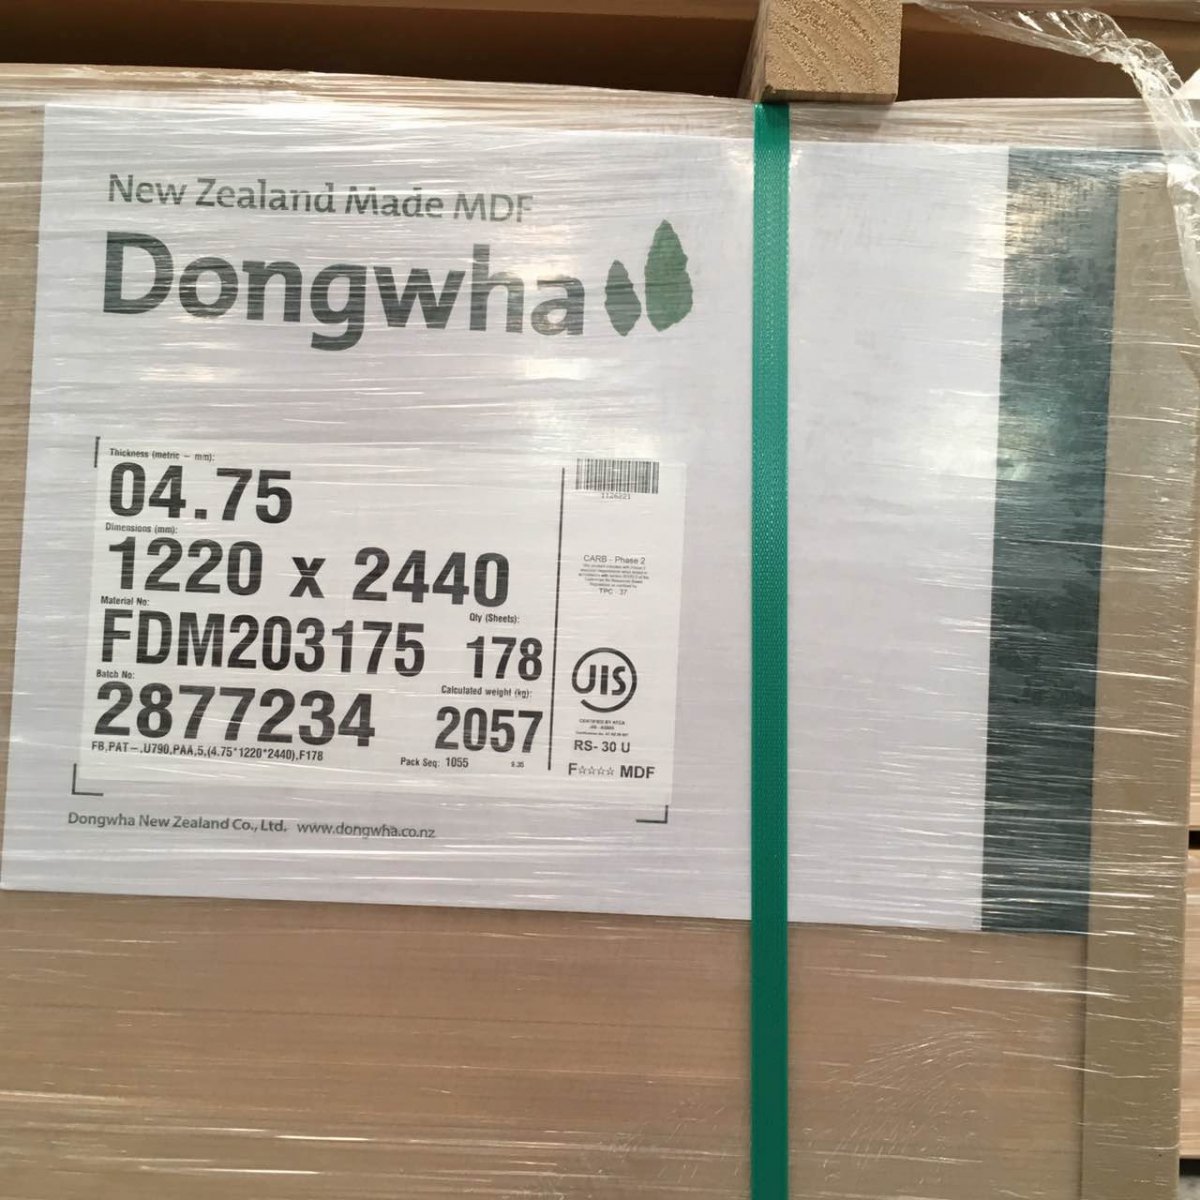 New Zealand Made MDF
Dongwha
Thickness (metric - mm):
04.75
Dimensions (mm):
1220 x 2440
Material No:
FDM203175
Qty (Sheets):
178
Batch No:
2877234
Calculated weight (kg):
2057
FB,PAT-,U790,PAA,5,(4.75*1220*2440),F178
Pack Seq: 1055
1126221
CARB - Phase 2
TPC - 37
JIS
RS- 30 U
F☆☆☆☆ MDF
Dongwha New Zealand Co., Ltd. www.dongwha.co.nz